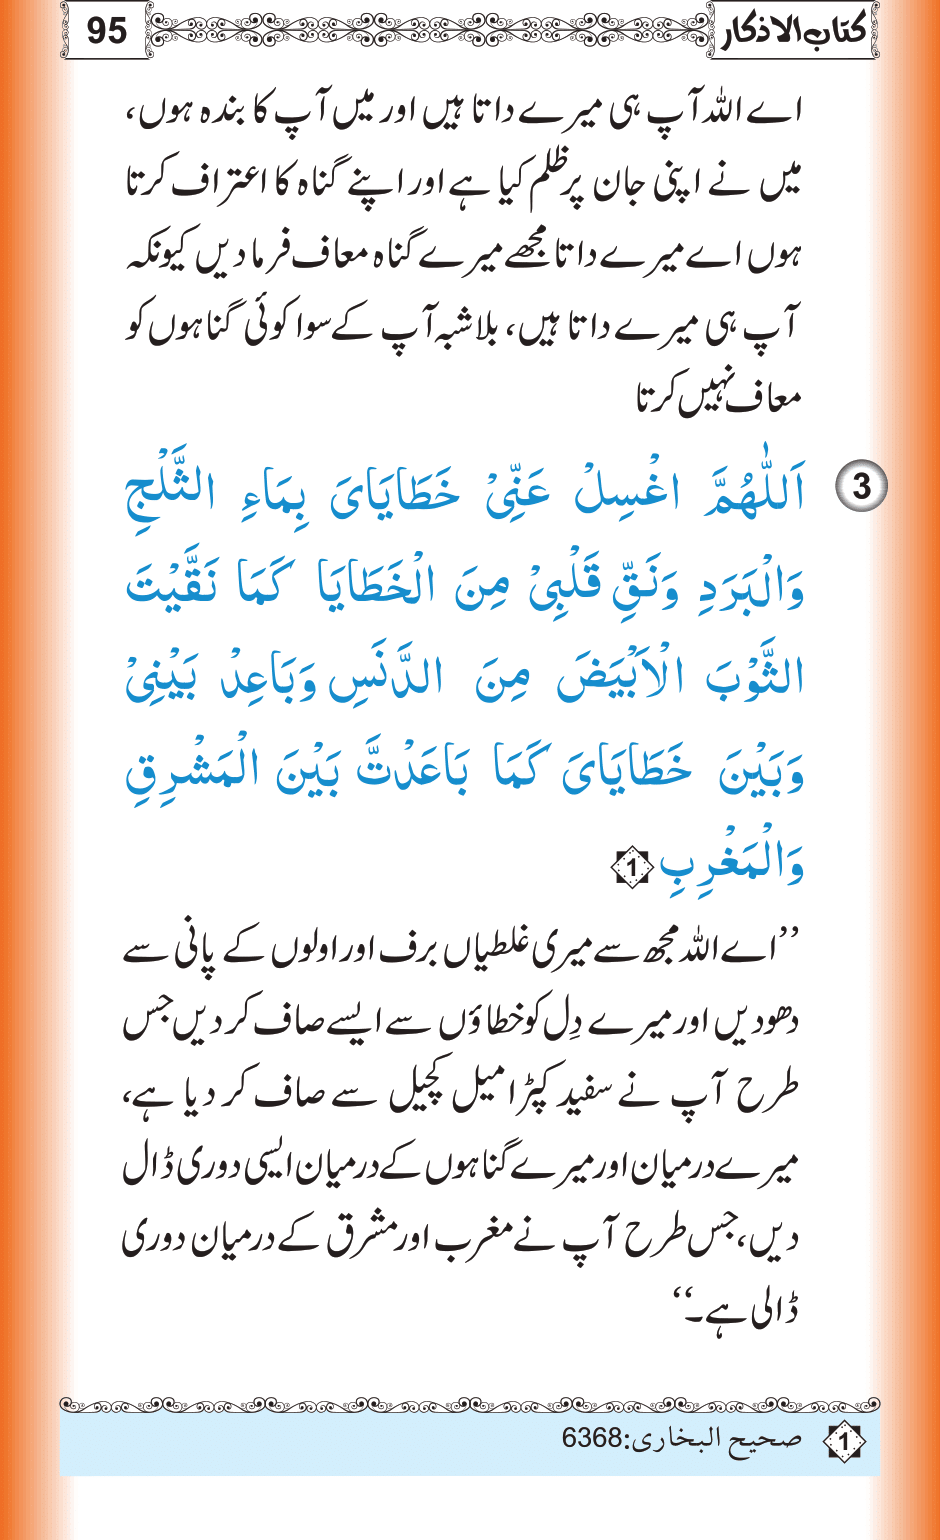 کتاب الاذکار 95
اے اللہ آپ ہی میرے داتا ہیں اور میں آپ کا بندہ ہوں،
میں نے اپنی جان پر ظلم کیا ہے اور اپنے گناہ کا اعتراف کرتا
ہوں اے میرے داتا مجھے میرے گناہ معاف فرما دیں کیونکہ
آپ ہی میرے داتا ہیں، بلاشبہ آپ کے سوا کوئی گناہوں کو
معاف نہیں کرتا
3 اَللّٰهُمَّ اغْسِلْ عَنِّيْ خَطَايَايَ بِمَاءِ الثَّلْجِ
وَالْبَرَدِ وَنَقِّ قَلْبِيْ مِنَ الْخَطَايَا كَمَا نَقَّيْتَ
الثَّوْبَ الْاَبْيَضَ مِنَ الدَّنَسِ وَبَاعِدْ بَيْنِيْ
وَبَيْنَ خَطَايَايَ كَمَا بَاعَدْتَّ بَيْنَ الْمَشْرِقِ
وَالْمَغْرِبِ 1
’’اے اللہ مجھ سے میری غلطیاں برف اور اولوں کے پانی سے
دھو دیں اور میرے دِل کو خطاؤں سے ایسے صاف کر دیں جس
طرح آپ نے سفید کپڑا میل کچیل سے صاف کر دیا ہے،
میرے درمیان اور میرے گناہوں کے درمیان ایسی دوری ڈال
دیں، جس طرح آپ نے مغرب اور مشرق کے درمیان دوری
ڈالی ہے۔‘‘
1 صحیح البخاری:6368